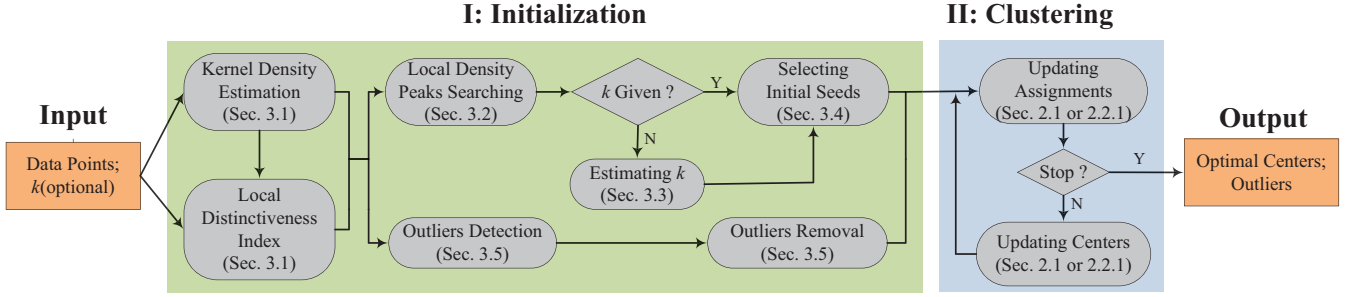 I: Initialization
II: Clustering
Input
Data Points;
k(optional)
Kernel Density
Estimation
(Sec. 3.1)
Local
Distinctiveness
Index
(Sec. 3.1)
Local Density
Peaks Searching
(Sec. 3.2)
k Given ?
Y
N
Estimating k
(Sec. 3.3)
Selecting
Initial Seeds
(Sec. 3.4)
Outliers Detection
(Sec. 3.5)
Outliers Removal
(Sec. 3.5)
Updating
Assignments
(Sec. 2.1 or 2.2.1)
Stop ?
Y
N
Updating Centers
(Sec. 2.1 or 2.2.1)
Output
Optimal Centers;
Outliers